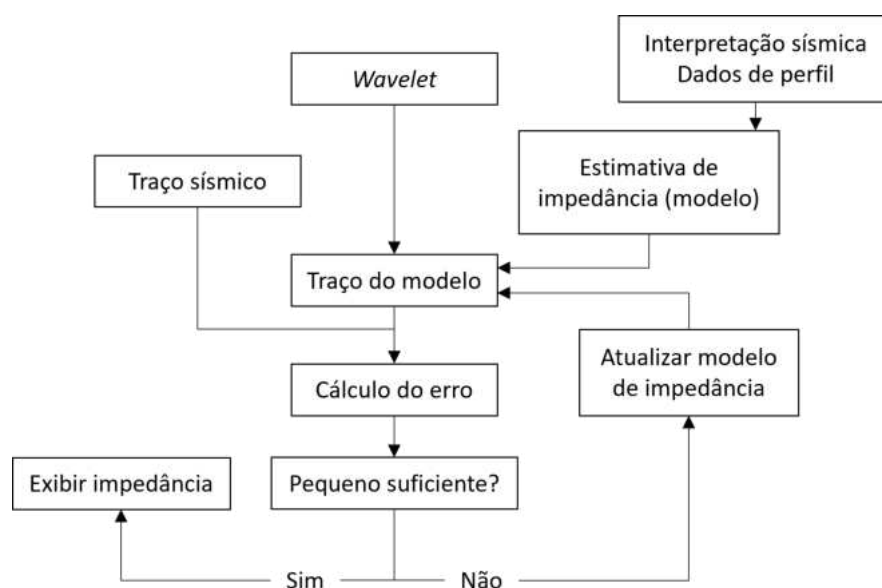 Interpretação sísmica
Dados de perfil
Wavelet
Estimativa de
impedância (modelo)
Traço sísmico
Traço do modelo
Atualizar modelo
de impedância
Cálculo do erro
Exibir impedância
Pequeno suficiente?
Sim
Não